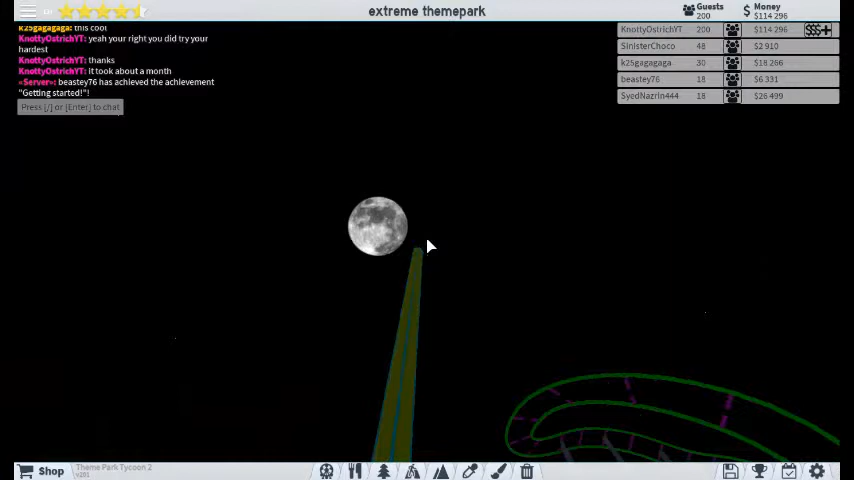 extreme themepark
Guests
200
Money
$114 296
k25gagagaga: this cool
KnottyOstrichYT: yeah your right you did try your
hardest
KnottyOstrichYT: thanks
KnottyOstrichYT: it took about a month
«Server»: beastey76 has achieved the achievement
"Getting started!"!
Press [/] or [Enter] to chat
KnottyOstrichYT 200 $114 296 $$$+
SinisterChoco 48 $2 910
k25gagagaga 30 $18 266
beastey76 18 $6 331
SyedNazrin444 18 $26 499
Shop
Theme Park Tycoon 2